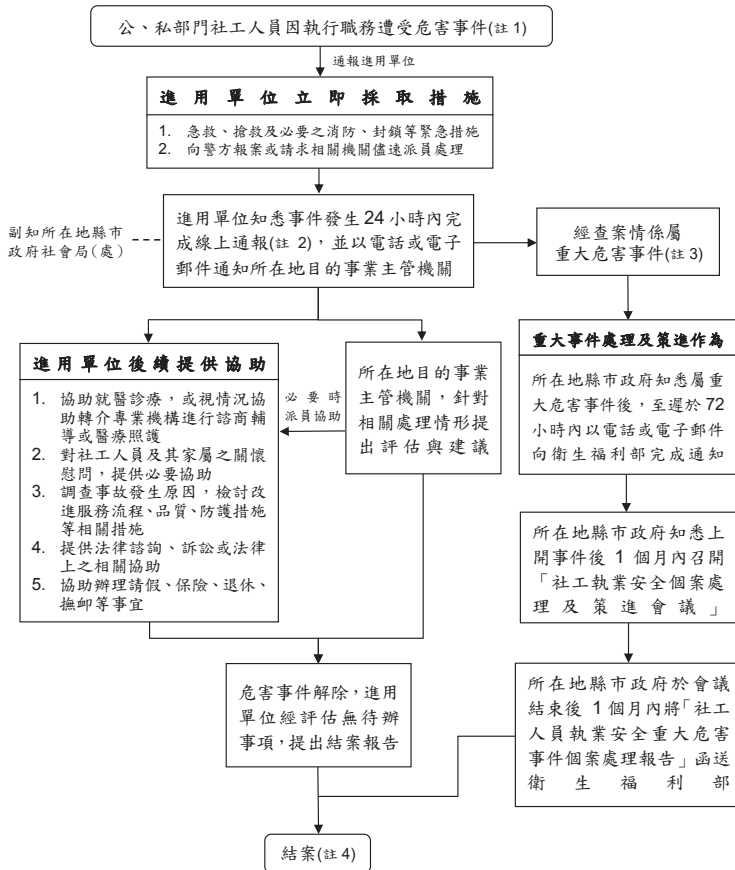 公、私部門社工人員因執行職務遭受危害事件(註1)
通報進用單位
進用單位立即採取措施
1. 急救、搶救及必要之消防、封鎖等緊急措施
2. 向警方報案或請求相關機關儘速派員處理
副知所在地縣市
政府社會局(處)
進用單位知悉事件發生24小時內完
成線上通報(註 2)，並以電話或電子
郵件通知所在地目的事業主管機關
經查案情係屬
重大危害事件(註3)
進用單位後續提供協助
1. 協助就醫診療，或視情況協
助轉介專業機構進行諮商輔
導或醫療照護
2. 對社工人員及其家屬之關懷
慰問，提供必要協助
3. 調查事故發生原因，檢討改
進服務流程、品質、防護措施
等相關措施
4. 提供法律諮詢、訴訟或法律
上之相關協助
5. 協助辦理請假、保險、退休、
撫卹等事宜
必要時
派員協助
所在地目的事業
主管機關，針對
相關處理情形提
出評估與建議
重大事件處理及策進作為
所在地縣市政府知悉屬重
大危害事件後，至遲於72
小時內以電話或電子郵件
向衛生福利部完成通知
所在地縣市政府知悉上
開事件後 1 個月內召開
「社工執業安全個案處
理及策進會議」
危害事件解除，進用
單位經評估無待辦
事項，提出結案報告
所在地縣市政府於會議
結束後 1 個月內將「社工
人員執業安全重大危害
事件個案處理報告」函送
衛生福利部
結案(註4)